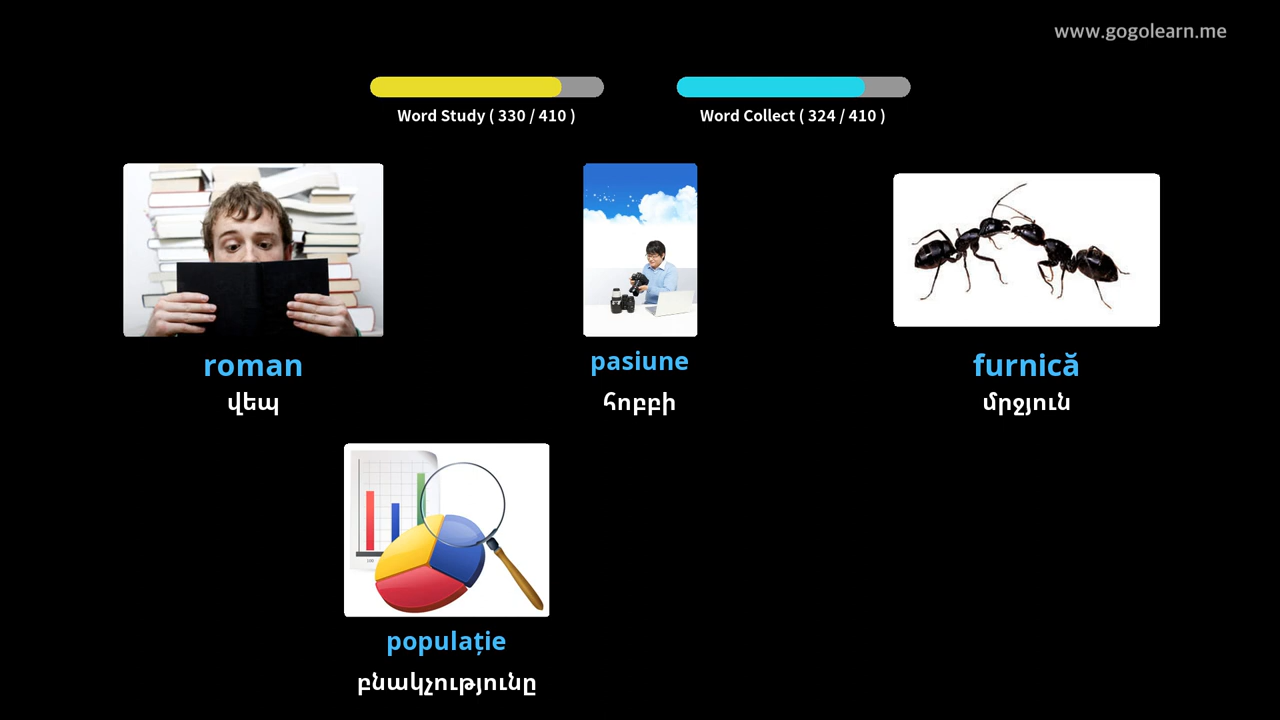 www.gogolearn.me
Word Study ( 330 / 410 )
Word Collect ( 324 / 410 )
roman
վեպ
pasiune
հոբբի
furnică
մրջյուն
100
populație
բնակչությունը